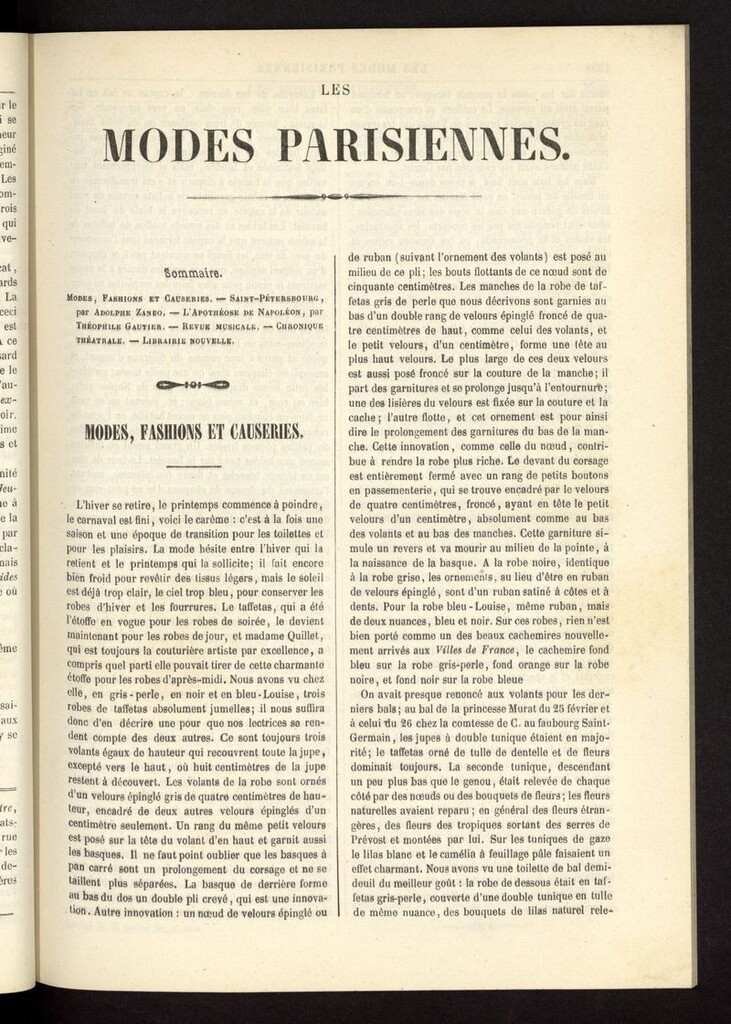 LES
MODES PARISIENNES.
Sommaire.
MODES, FASHIONS ET CAUSERIES. — SAINT-PÉTERSBOURG,
par ADOLPHE ZANDO. — L'APOTHÉOSE DE NAPOLÉON, par
THÉOPHILE GAUTIER. — REVUE MUSICALE. — CHRONIQUE
THÉATRALE. — LIBRAIRIE NOUVELLE.
MODES, FASHIONS ET CAUSERIES.
L'hiver se retire, le printemps commence à poindre,
le carnaval est fini, voici le carême : c'est à la fois une
saison et une époque de transition pour les toilettes et
pour les plaisirs. La mode hésite entre l'hiver qui la
retient et le printemps qui la sollicite; il fait encore
bien froid pour revêtir des tissus légers, mais le soleil
est déjà trop clair, le ciel trop bleu, pour conserver les
robes d'hiver et les fourrures. Le taffetas, qui a été
l'étoffe en vogue pour les robes de soirée, le devient
maintenant pour les robes de jour, et madame Quillet,
qui est toujours la couturière artiste par excellence, a
compris quel parti elle pouvait tirer de cette charmante
étoffe pour les robes d'après-midi. Nous avons vu chez
elle, en gris-perle, en noir et en bleu-Louise, trois
robes de taffetas absolument jumelles; il nous suffira
donc d'en décrire une pour que nos lectrices se ren-
dent compte des deux autres. Ce sont toujours trois
volants égaux de hauteur qui recouvrent toute la jupe,
excepté vers le haut, où huit centimètres de la jupe
restent à découvert. Les volants de la robe sont ornés
d'un velours épinglé gris de quatre centimètres de hau-
teur, encadré de deux autres velours épinglés d'un
centimètre seulement. Un rang du même petit velours
est posé sur la tête du volant d'en haut et garnit aussi
les basques. Il ne faut point oublier que les basques à
pan carré sont un prolongement du corsage et ne se
taillent plus séparées. La basque de derrière forme
au bas du dos un double pli crevé, qui est une innova-
tion. Autre innovation : un nœud de velours épinglé ou
de ruban (suivant l'ornement des volants) est posé au
milieu de ce pli; les bouts flottants de ce nœud sont de
cinquante centimètres. Les manches de la robe de taf-
fetas gris de perle que nous décrivons sont garnies au
bas d'un double rang de velours épinglé froncé de qua-
tre centimètres de haut, comme celui des volants, et
le petit velours, d'un centimètre, forme une tête au
plus haut velours. Le plus large de ces deux velours
est aussi posé froncé sur la couture de la manche; il
part des garnitures et se prolonge jusqu'à l'entournure;
une des lisières du velours est fixée sur la couture et la
cache; l'autre flotte, et cet ornement est pour ainsi
dire le prolongement des garnitures du bas de la man-
che. Cette innovation, comme celle du nœud, contri-
bue à rendre la robe plus riche. Le devant du corsage
est entièrement fermé avec un rang de petits boutons
en passementerie, qui se trouve encadré par le velours
de quatre centimètres, froncé, ayant en tête le petit
velours d'un centimètre, absolument comme au bas
des volants et au bas des manches. Cette garniture si-
mule un revers et va mourir au milieu de la pointe, à
la naissance de la basque. A la robe noire, identique
à la robe grise, les ornements, au lieu d'être en ruban
de velours épinglé, sont d'un ruban satiné à côtes et à
dents. Pour la robe bleu-Louise, même ruban, mais
de deux nuances, bleu et noir. Sur ces robes, rien n'est
bien porté comme un des beaux cachemires nouvelle-
ment arrivés aux Villes de France, le cachemire fond
bleu sur la robe gris-perle, fond orange sur la robe
noire, et fond noir sur la robe bleue
On avait presque renoncé aux volants pour les der-
niers bals; au bal de la princesse Murat du 23 février et
à celui du 26 chez la comtesse de C. au faubourg Saint-
Germain, les jupes à double tunique étaient en majo-
rité; le taffetas orné de tulle de dentelle et de fleurs
dominait toujours. La seconde tunique, descendant
un peu plus bas que le genou, était relevée de chaque
côté par des nœuds ou des bouquets de fleurs; les fleurs
naturelles avaient reparu; en général des fleurs étran-
gères, des fleurs des tropiques sortant des serres de
Prévost et montées par lui. Sur les tuniques de gaze
le lilas blanc et le camélia à feuillage pâle faisaient un
effet charmant. Nous avons vu une toilette de bal demi-
deuil du meilleur goût : la robe de dessous était en taf-
fetas gris-perle, couverte d'une double tunique en tulle
de même nuance, des bouquets de lilas naturel rele-